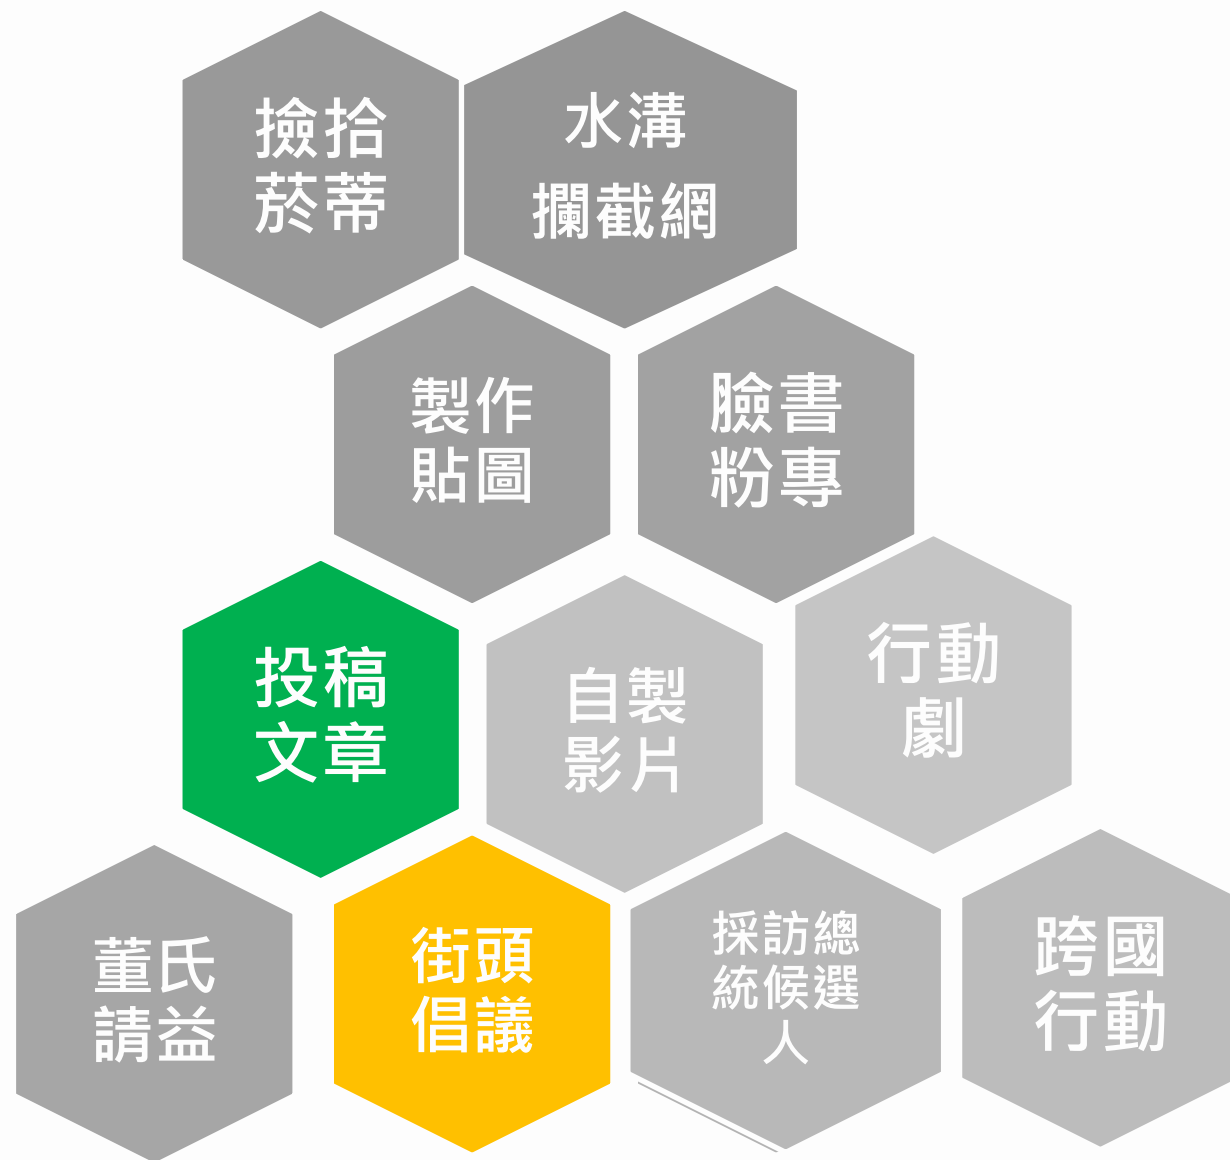 撿拾
菸蒂
水溝
攔截網
製作
貼圖
臉書
粉專
投稿
文章
自製
影片
行動
劇
董氏
請益
街頭
倡議
採訪總
統候選
人
跨國
行動